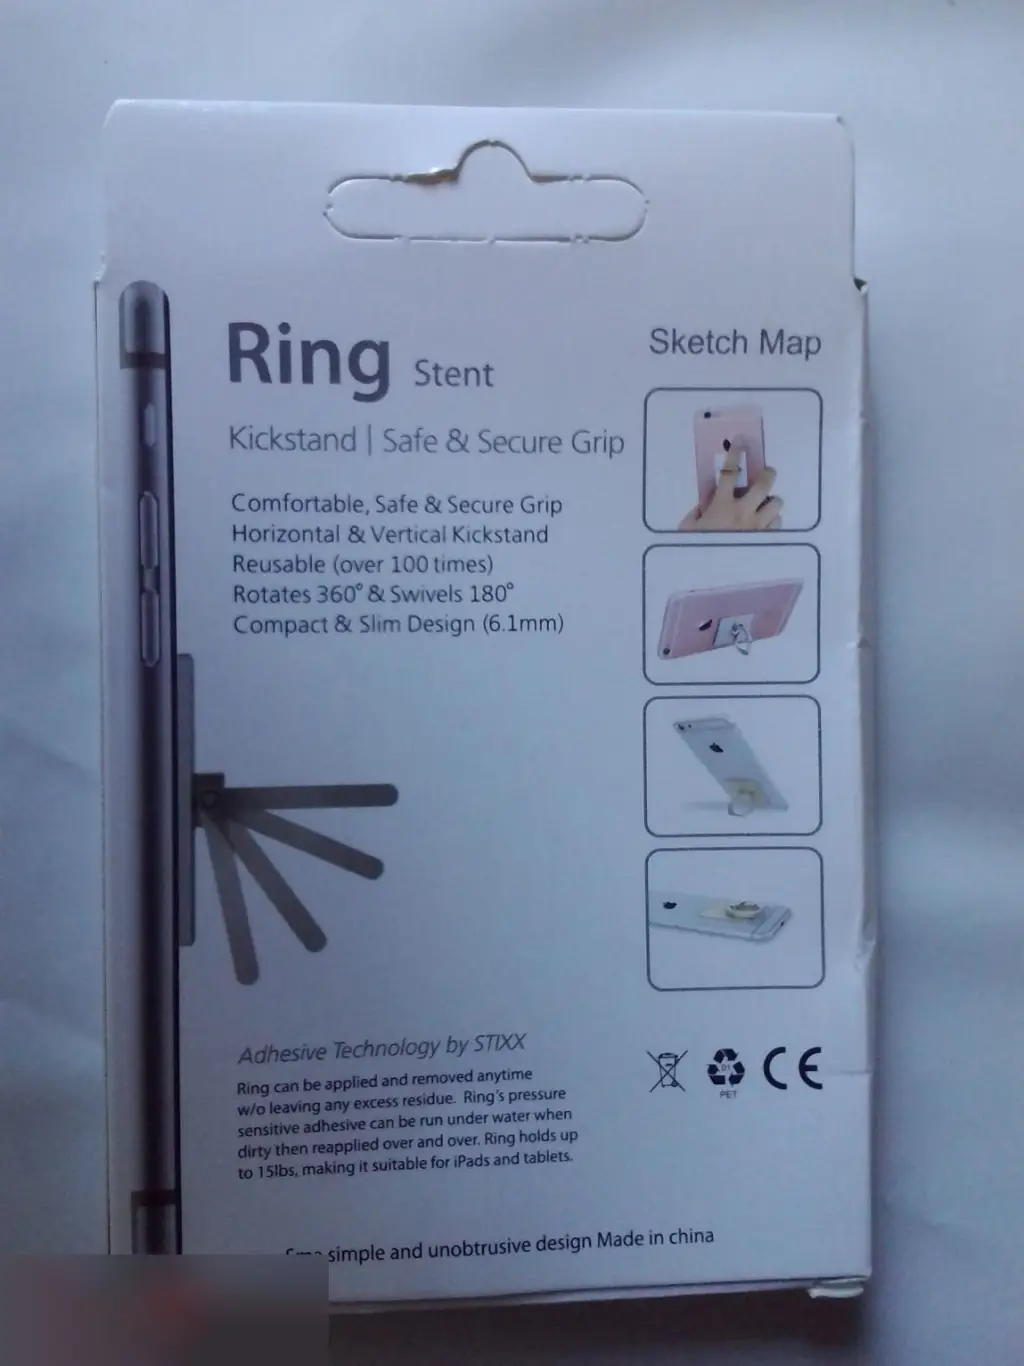 Ring Stent
Kickstand | Safe & Secure Grip
Comfortable, Safe & Secure Grip
Horizontal & Vertical Kickstand
Reusable (over 100 times)
Rotates 360° & Swivels 180°
Compact & Slim Design (6.1mm)
Sketch Map
Adhesive Technology by STIXX
Ring can be applied and removed anytime
w/o leaving any excess residue. Ring's pressure
sensitive adhesive can be run under water when
dirty then reapplied over and over. Ring holds up
to 15lbs, making it suitable for iPads and tablets.
01
PET
CE
simple and unobtrusive design Made in china